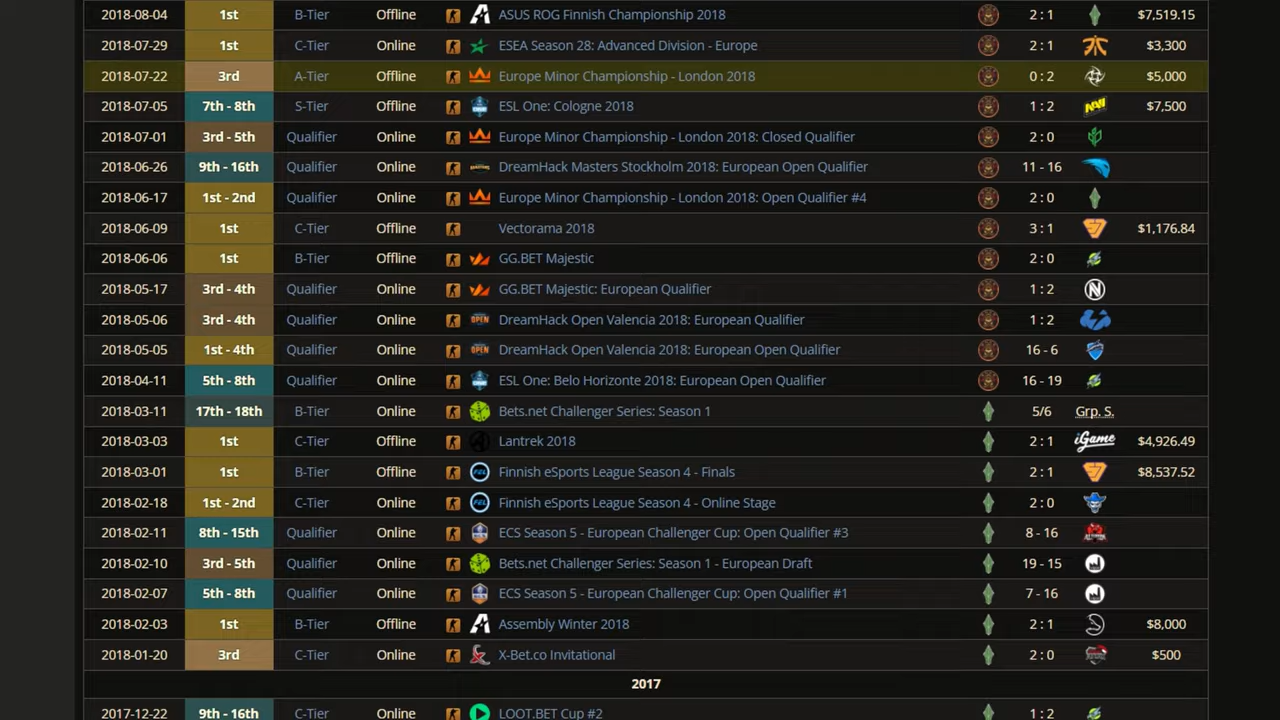 2018-08-04 1st B-Tier Offline ASUS ROG Finnish Championship 2018 2 : 1 $7,519.15
2018-07-29 1st C-Tier Online ESEA Season 28: Advanced Division - Europe 2 : 1 $3,300
2018-07-22 3rd A-Tier Offline Europe Minor Championship - London 2018 0 : 2 $5,000
2018-07-05 7th - 8th S-Tier Offline ESL One: Cologne 2018 1 : 2 NAVI $7,500
2018-07-01 3rd - 5th Qualifier Online Europe Minor Championship - London 2018: Closed Qualifier 2 : 0
2018-06-26 9th - 16th Qualifier Online DreamHack Masters Stockholm 2018: European Open Qualifier 11 - 16
2018-06-17 1st - 2nd Qualifier Online Europe Minor Championship - London 2018: Open Qualifier #4 2 : 0
2018-06-09 1st C-Tier Offline Vectorama 2018 3 : 1 $1,176.84
2018-06-06 1st B-Tier Offline GG.BET Majestic 2 : 0
2018-05-17 3rd - 4th Qualifier Online GG.BET Majestic: European Qualifier 1 : 2
2018-05-06 3rd - 4th Qualifier Online OPEN DreamHack Open Valencia 2018: European Qualifier 1 : 2
2018-05-05 1st - 4th Qualifier Online OPEN DreamHack Open Valencia 2018: European Open Qualifier 16 - 6
2018-04-11 5th - 8th Qualifier Online ESL One: Belo Horizonte 2018: European Open Qualifier 16 - 19
2018-03-11 17th - 18th B-Tier Online Bets.net Challenger Series: Season 1 5/6 Grp. S.
2018-03-03 1st C-Tier Offline Lantrek 2018 2 : 1 iGame $4,926.49
2018-03-01 1st B-Tier Offline FEL Finnish eSports League Season 4 - Finals 2 : 1 $8,537.52
2018-02-18 1st - 2nd C-Tier Online FEL Finnish eSports League Season 4 - Online Stage 2 : 0
2018-02-11 8th - 15th Qualifier Online ECS Season 5 - European Challenger Cup: Open Qualifier #3 8 - 16
2018-02-10 3rd - 5th Qualifier Online Bets.net Challenger Series: Season 1 - European Draft 19 - 15
2018-02-07 5th - 8th Qualifier Online ECS Season 5 - European Challenger Cup: Open Qualifier #1 7 - 16
2018-02-03 1st B-Tier Offline Assembly Winter 2018 2 : 1 $8,000
2018-01-20 3rd C-Tier Online X-Bet.co Invitational 2 : 0 $500
2017
2017-12-22 9th - 16th C-Tier Online LOOT.BET Cup #2 1 : 2